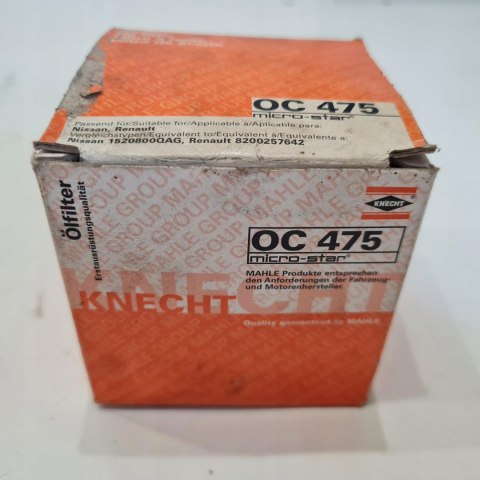 OC 475
micro-star®
Passend für/Suitable for/Applicable à/Aplicable para:
Nissan, Renault
Vergleichstypen/Equivalent to/Equivalent à/Equivalente a:
Nissan 1520800QAG, Renault 8200257642
Ölfilter
Erstausrüstungsqualität
KNECHT
OC 475
micro-star®
MAHLE Produkte entsprechen
den Anforderungen der Fahrzeug-
und Motorenhersteller.
KNECHT
KNECHT
Quality guaranteed by MAHLE